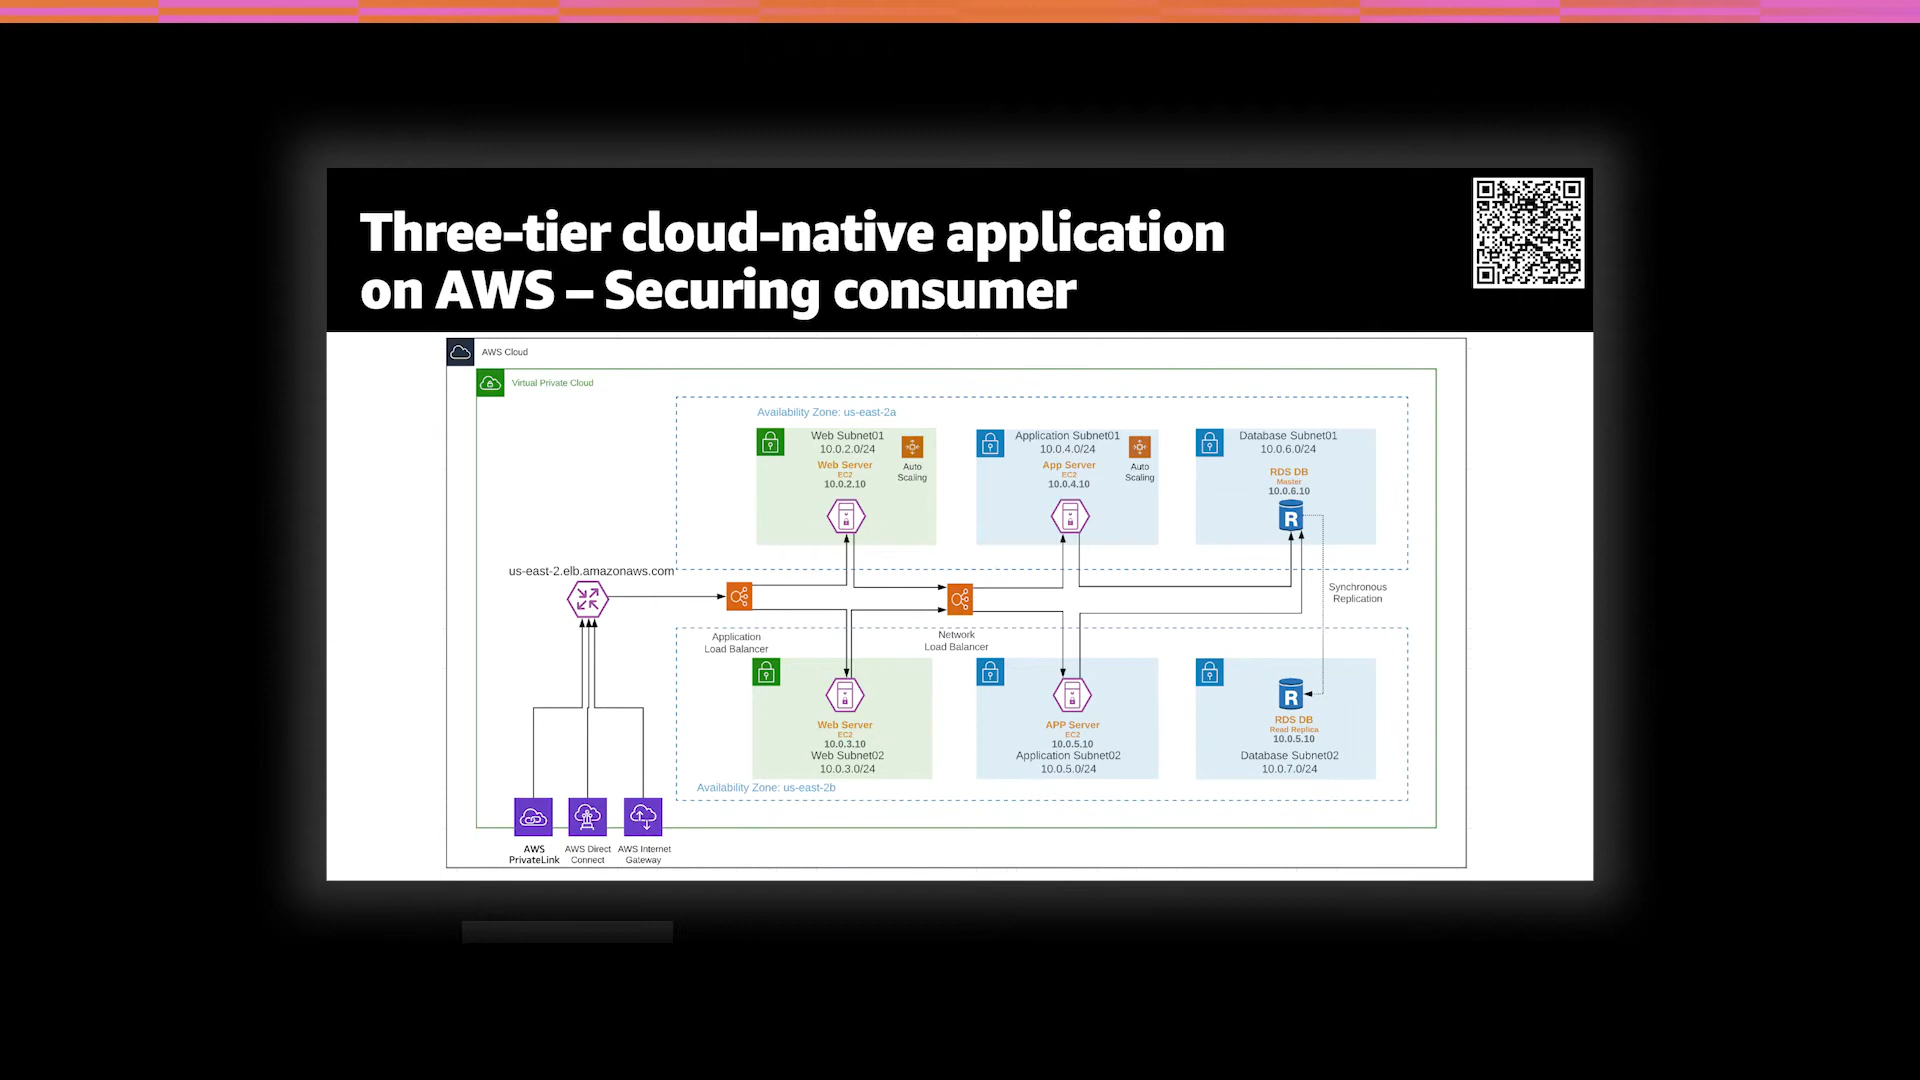 Three-tier cloud-native application
on AWS – Securing consumer
AWS Cloud
Virtual Private Cloud
Availability Zone: us-east-2a
Web Subnet01
10.0.2.0/24
Web Server
EC2
10.0.2.10
Auto
Scaling
Application Subnet01
10.0.4.0/24
App Server
EC2
10.0.4.10
Auto
Scaling
Database Subnet01
10.0.6.0/24
RDS DB
Master
10.0.6.10
R
us-east-2.elb.amazonaws.com
Synchronous
Replication
Application
Load Balancer
Network
Load Balancer
Web Server
EC2
10.0.3.10
Web Subnet02
10.0.3.0/24
APP Server
EC2
10.0.5.10
Application Subnet02
10.0.5.0/24
R
RDS DB
Read Replica
10.0.5.10
Database Subnet02
10.0.7.0/24
Availability Zone: us-east-2b
AWS
PrivateLink
AWS Direct
Connect
AWS Internet
Gateway